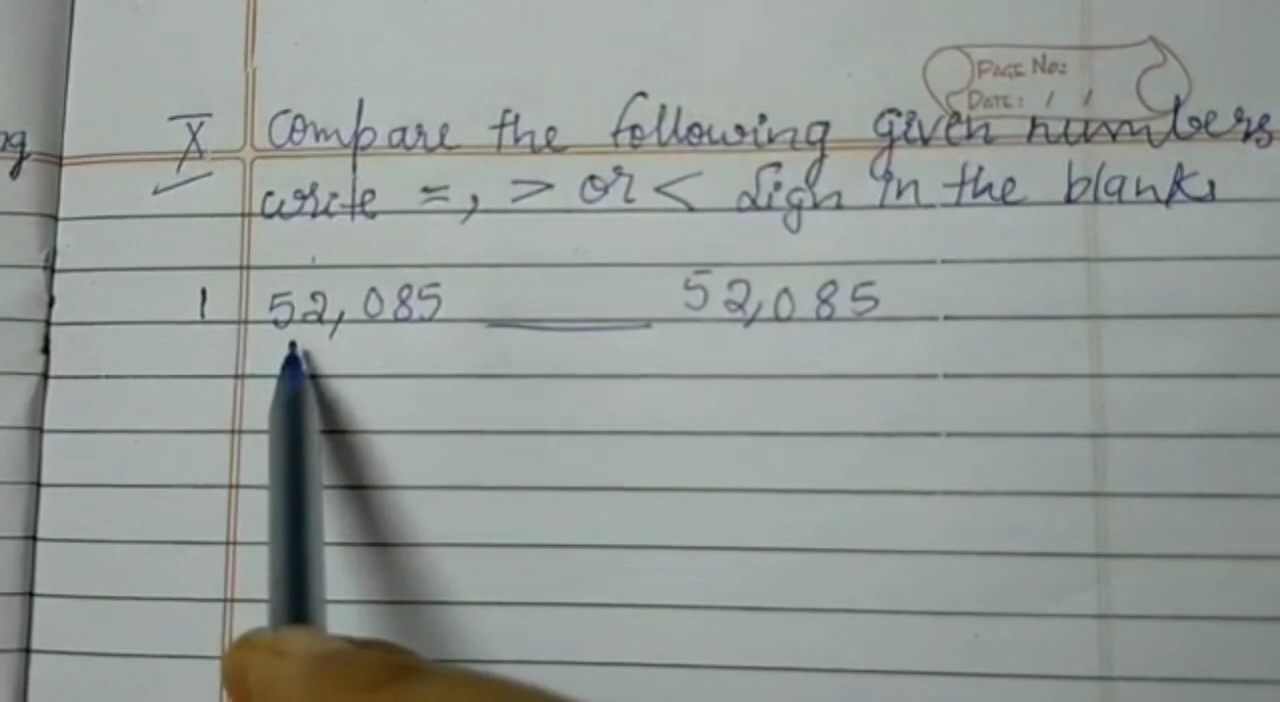 PAGE No:
DATE: / /
X Compare the following given numbers
write =, > or < sign in the blanks
1 52,085 ____ 52,085